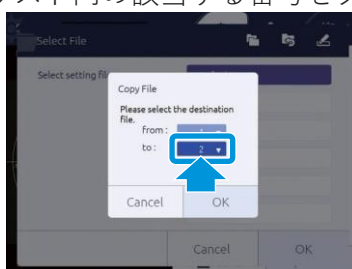 Select File
Select setting fil
Copy File
Please select the destination
file.
from :
to : 2
Cancel OK
Cancel OK